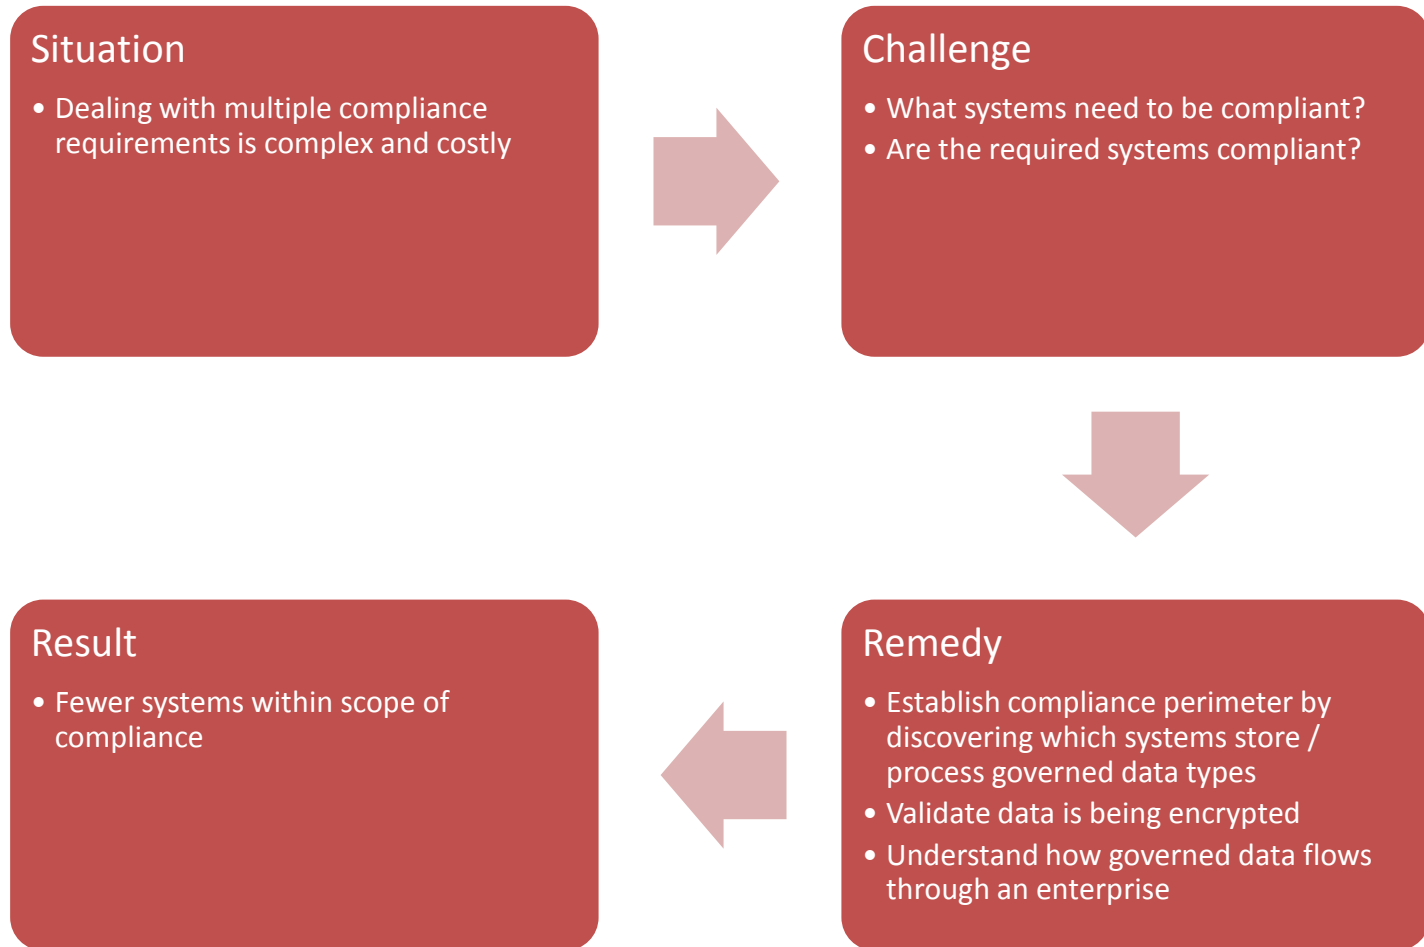 Situation
• Dealing with multiple compliance
requirements is complex and costly
Challenge
• What systems need to be compliant?
• Are the required systems compliant?
Remedy
• Establish compliance perimeter by
discovering which systems store /
process governed data types
• Validate data is being encrypted
• Understand how governed data flows
through an enterprise
Result
• Fewer systems within scope of
compliance